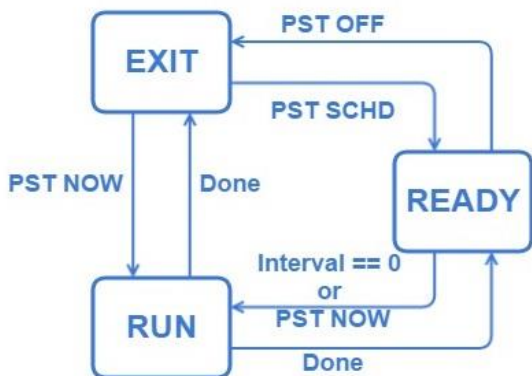 PST OFF
EXIT
PST SCHD
PST NOW
Done
READY
Interval == 0
or
PST NOW
RUN
Done